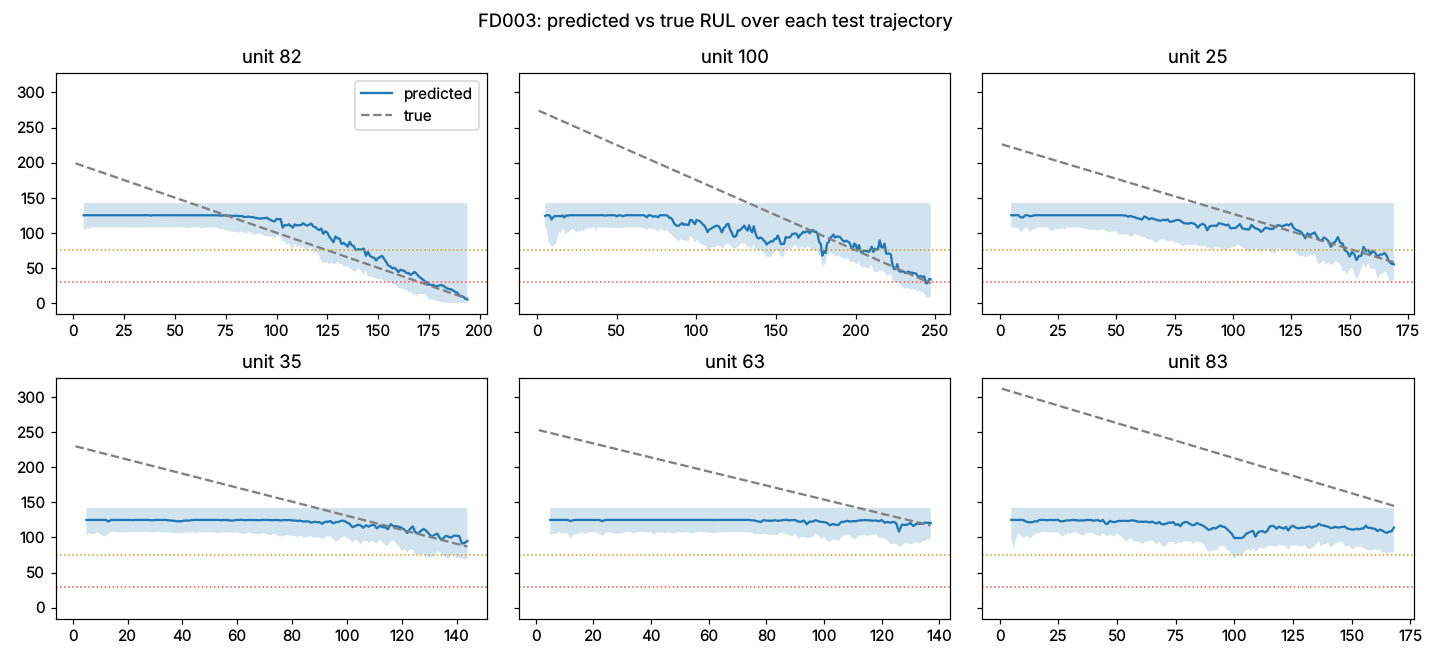 FD003: predicted vs true RUL over each test trajectory
unit 82
unit 100
unit 25
predicted
true
300
250
200
150
100
50
0
0 25 50 75 100 125 150 175 200
0 50 100 150 200 250
0 25 50 75 100 125 150 175
unit 35
unit 63
unit 83
300
250
200
150
100
50
0
0 20 40 60 80 100 120 140
0 20 40 60 80 100 120 140
0 25 50 75 100 125 150 175